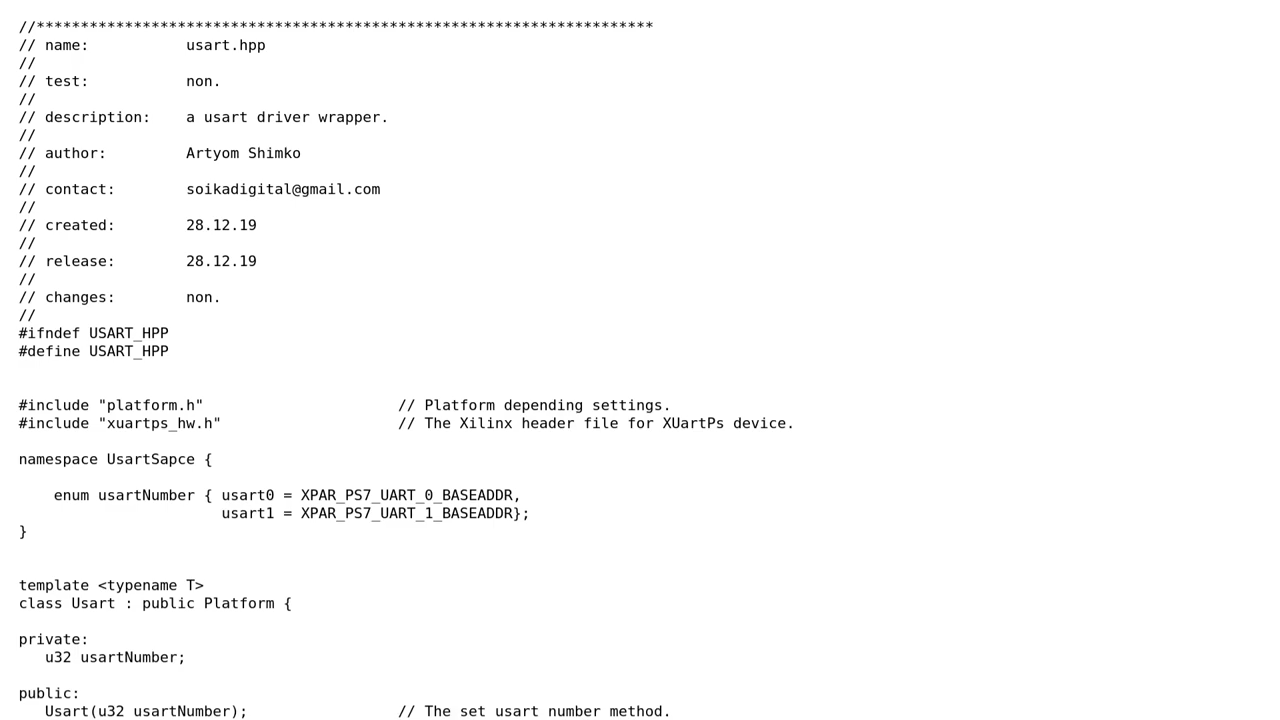 //**********************************************************************
// name:           usart.hpp
//
// test:           non.
//
// description:    a usart driver wrapper.
//
// author:         Artyom Shimko
//
// contact:        soikadigital@gmail.com
//
// created:        28.12.19
//
// release:        28.12.19
//
// changes:        non.
//
#ifndef USART_HPP
#define USART_HPP


#include "platform.h"                      // Platform depending settings.
#include "xuartps_hw.h"                    // The Xilinx header file for XUartPs device.

namespace UsartSapce {

    enum usartNumber { usart0 = XPAR_PS7_UART_0_BASEADDR,
                       usart1 = XPAR_PS7_UART_1_BASEADDR};
}


template <typename T>
class Usart : public Platform {

private:
   u32 usartNumber;

public:
   Usart(u32 usartNumber);                 // The set usart number method.